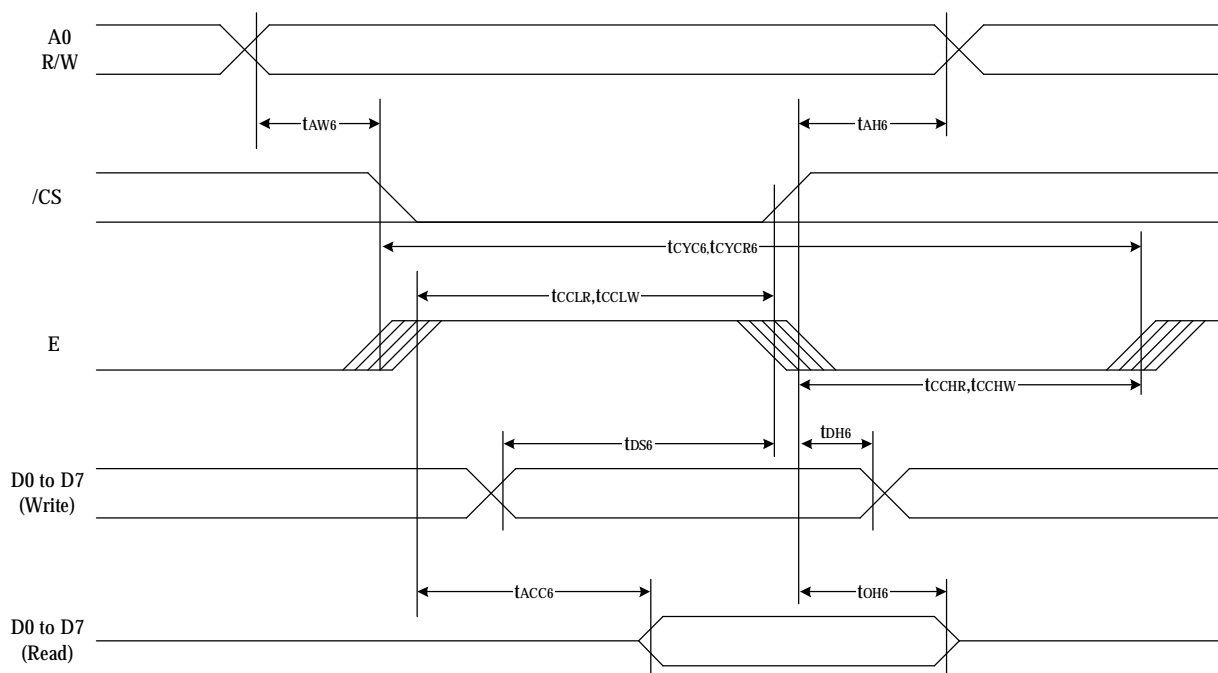 A0
R/W
tAW6
tAH6
/CS
tCYC6,tCYCR6
tCCLR,tCCLW
E
tCCHR,tCCHW
tDS6
tDH6
D0 to D7
(Write)
tACC6
tOH6
D0 to D7
(Read)